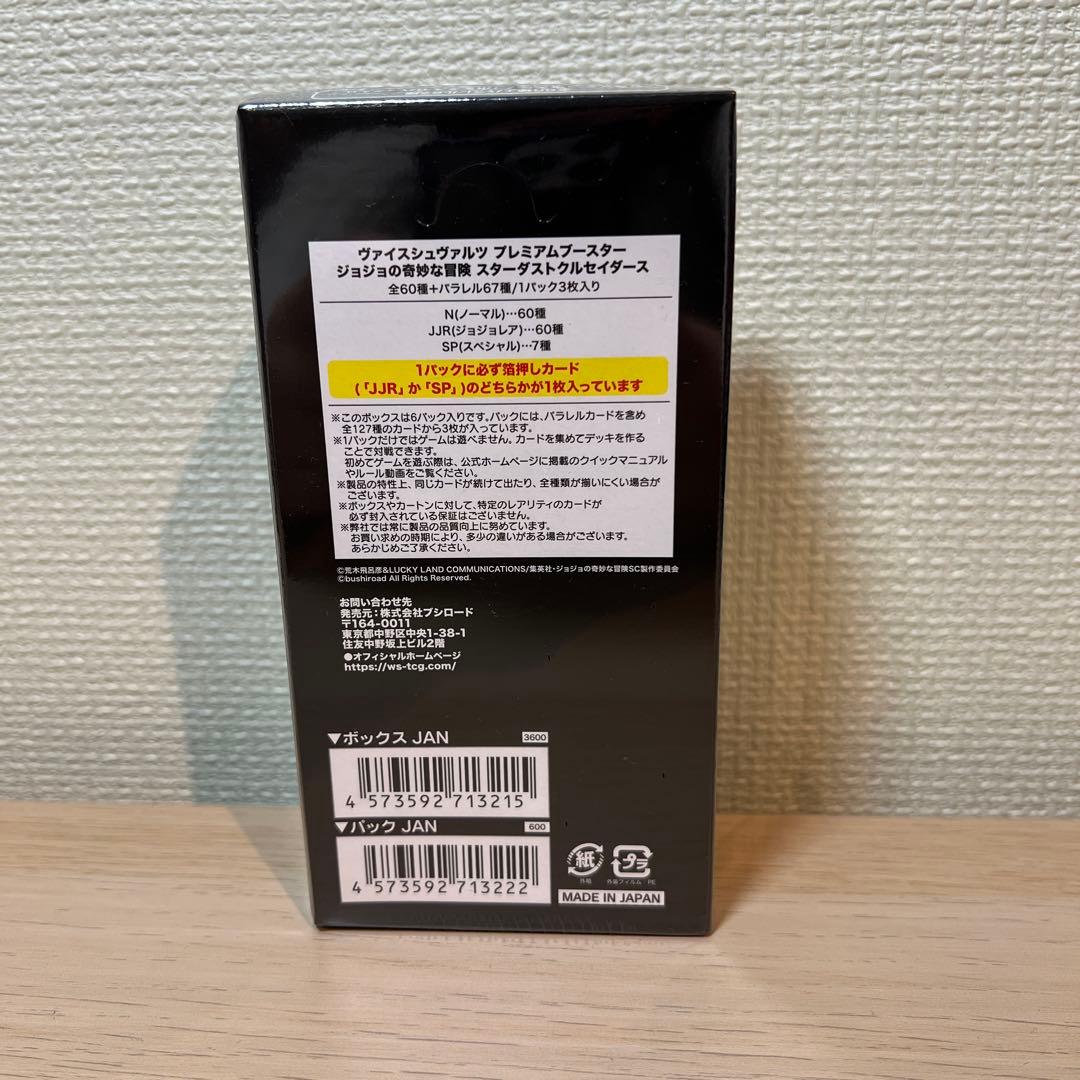 ヴァイスシュヴァルツ プレミアムブースター
ジョジョの奇妙な冒険 スターダストクルセイダース
全60種+パラレル67種/1パック3枚入り
N(ノーマル)…60種
JJR(ジョジョレア)…60種
SP(スペシャル)…7種
1パックに必ず箔押しカード
(「JJR」か「SP」)のどちらかが1枚入っています
※このボックスは6パック入りです。パックには、パラレルカードを含め
全127種のカードから3枚が入っています。
※1パックだけではゲームは遊べません。カードを集めてデッキを作る
ことで対戦できます。
初めてゲームを遊ぶ際は、公式ホームページに掲載のクイックマニュアル
やルール動画をご覧ください。
※製品の特性上、同じカードが続けて出たり、全種類が揃いにくい場合が
ございます。
※ボックスやカートンに対して、特定のレアリティのカードが
必ず封入されている保証はございません。
※弊社では常に製品の品質向上に努めています。
お買い求めの時期により、多少の違いがある場合がございます。
あらかじめご了承ください。
©荒木飛呂彦&LUCKY LAND COMMUNICATIONS/集英社・ジョジョの奇妙な冒険SC製作委員会
©bushiroad All Rights Reserved.
お問い合わせ先
発売元:株式会社ブシロード
〒164-0011
東京都中野区中央1-38-1
住友中野坂上ビル2階
●オフィシャルホームページ
https://ws-tcg.com/
▼ボックス JAN 3600
4 573592 713215
▼パック JAN 600
4 573592 713222
紙 プラ
外箱 外装フィルム PE
MADE IN JAPAN